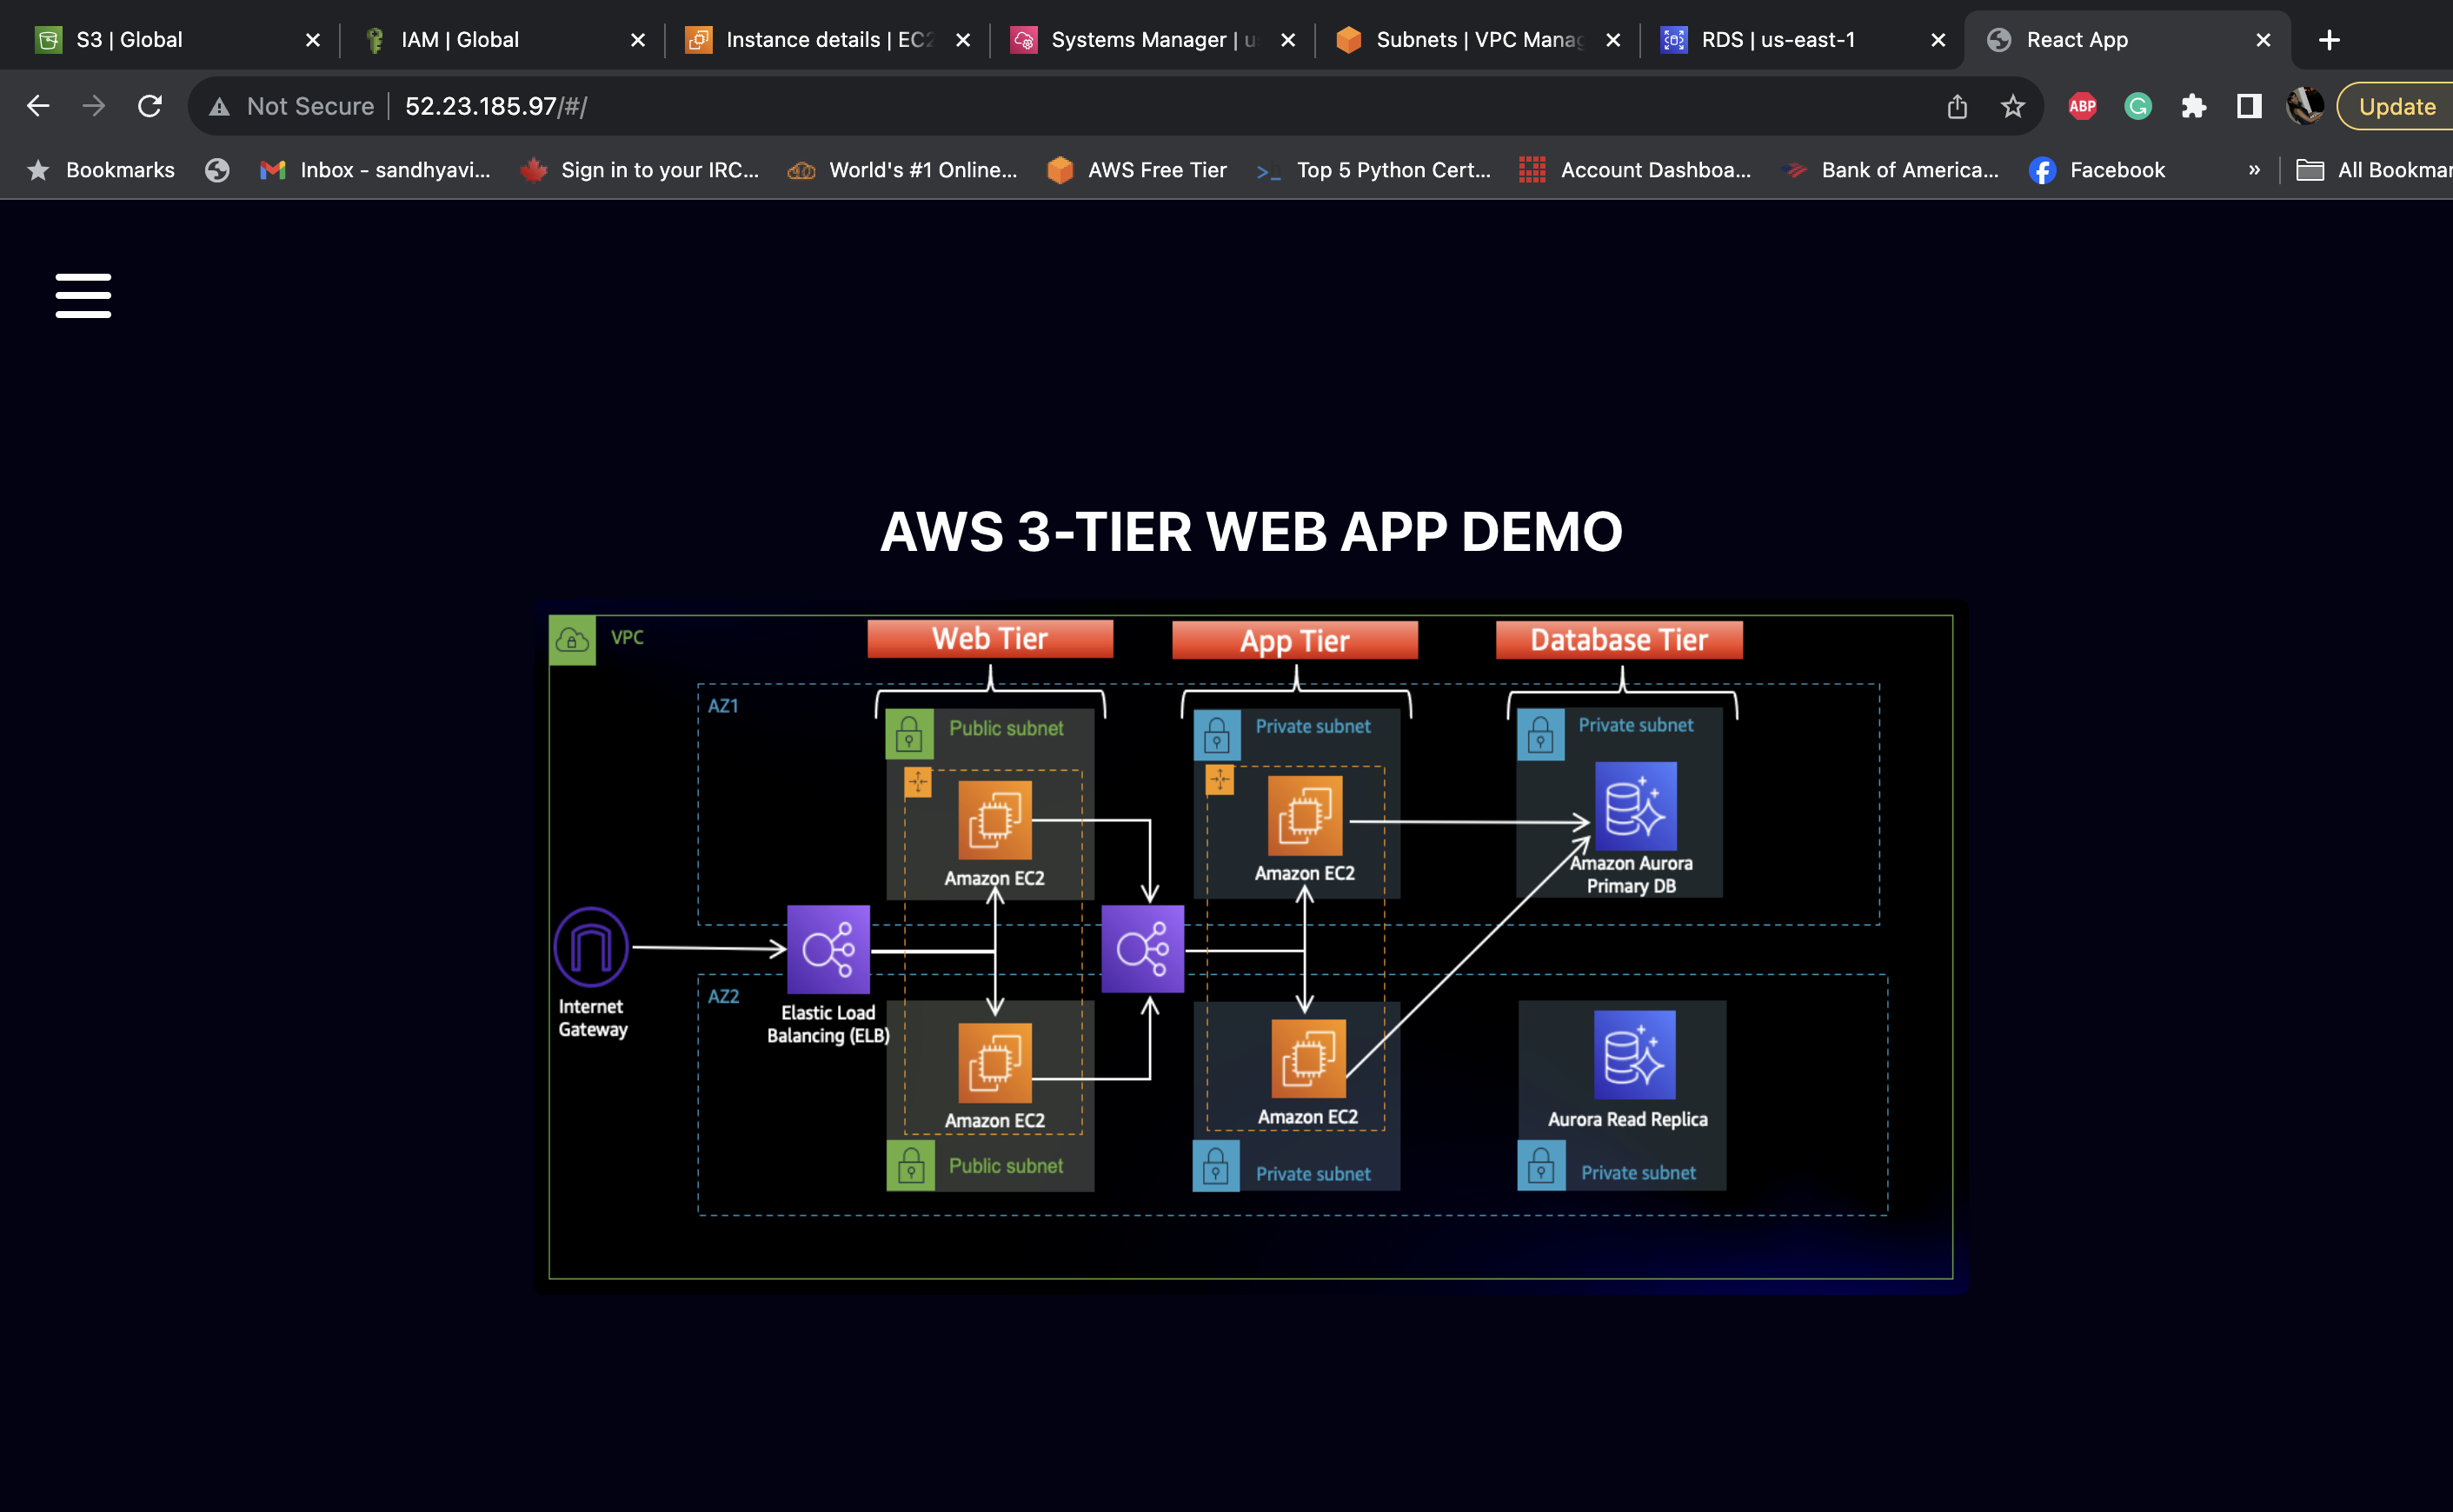 S3 | Global
IAM | Global
Instance details | EC2
Systems Manager | us
Subnets | VPC Manag
RDS | us-east-1
React App
Not Secure
52.23.185.97/#/
ABP
Update
Bookmarks
Inbox - sandhyavi...
Sign in to your IRC...
World's #1 Online...
AWS Free Tier
Top 5 Python Cert...
Account Dashboa...
Bank of America...
Facebook
»
All Bookmar
AWS 3-TIER WEB APP DEMO
VPC
Web Tier
App Tier
Database Tier
AZ1
Public subnet
Private subnet
Private subnet
Amazon EC2
Amazon EC2
Amazon Aurora
Primary DB
Internet
Gateway
AZ2
Elastic Load
Balancing (ELB)
Amazon EC2
Amazon EC2
Aurora Read Replica
Public subnet
Private subnet
Private subnet